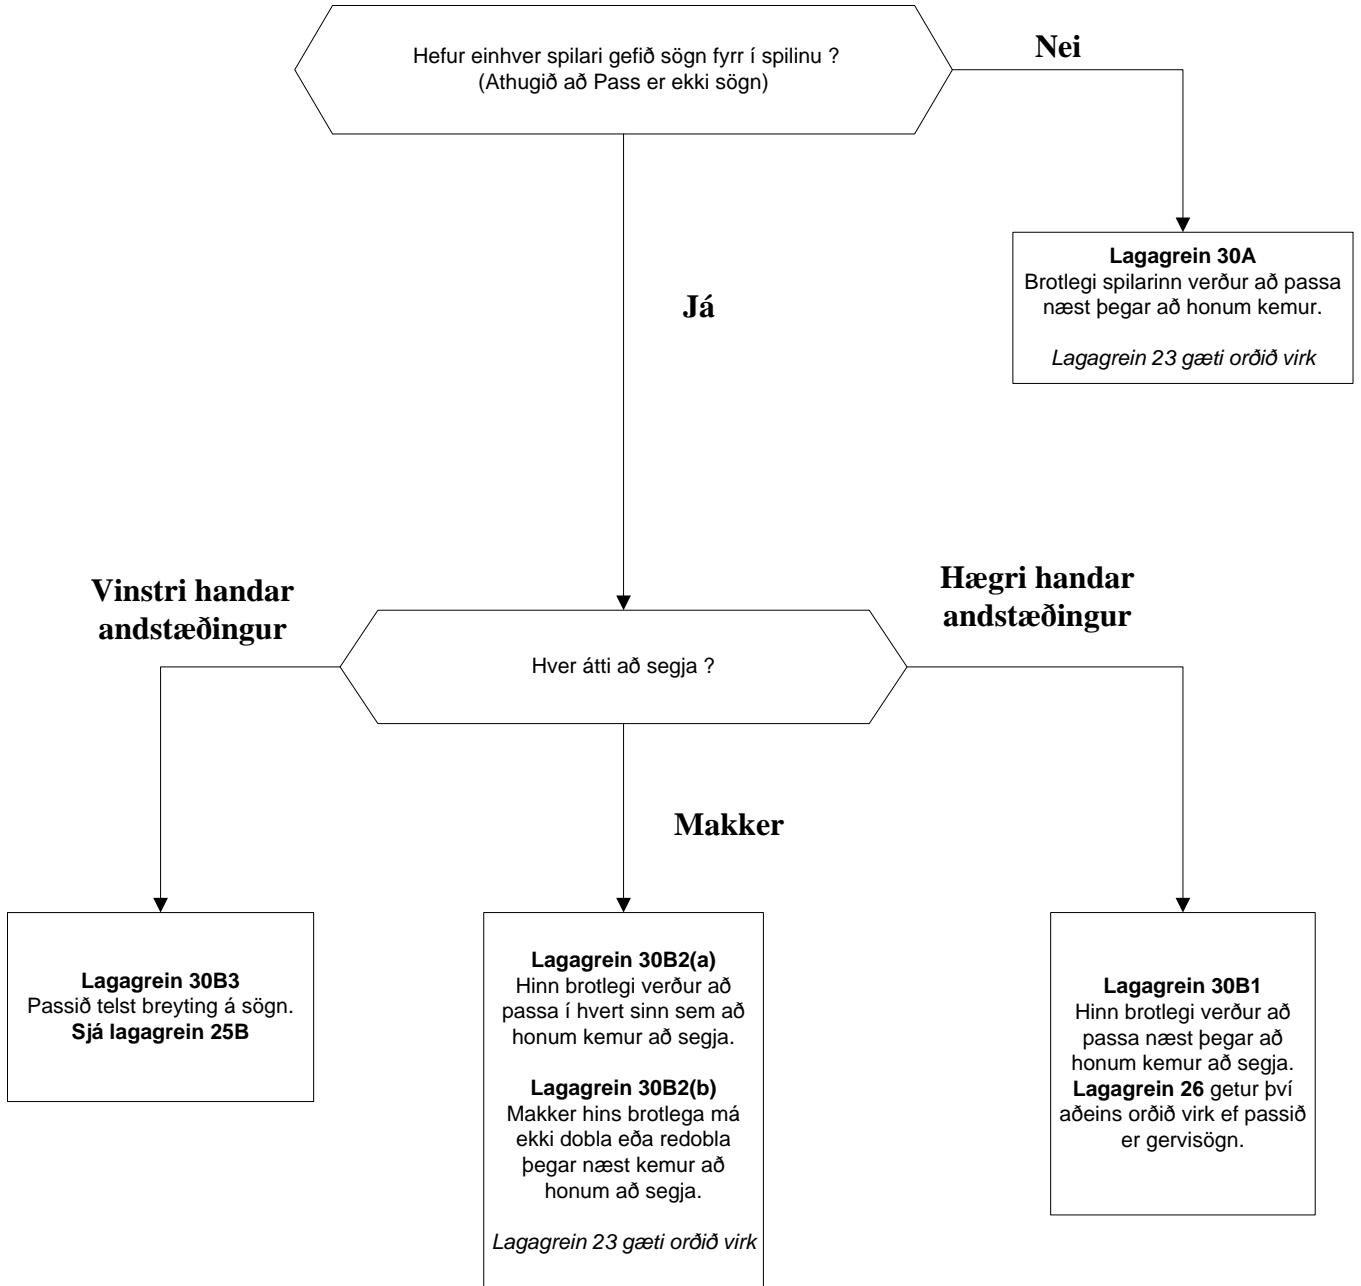 Hefur einhver spilari gefið sögn fyrr í spilinu ?
(Athugið að Pass er ekki sögn)
Nei
Lagagrein 30A
Brotlegi spilarinn verður að passa
næst þegar að honum kemur.
Lagagrein 23 gæti orðið virk
Já
Vinstri handar
andstæðingur
Hægri handar
andstæðingur
Hver átti að segja ?
Makker
Lagagrein 30B3
Passið telst breyting á sögn.
Sjá lagagrein 25B
Lagagrein 30B2(a)
Hinn brotlegi verður að
passa í hvert sinn sem að
honum kemur að segja.
Lagagrein 30B2(b)
Makker hins brotlega má
ekki dobla eða redobla
þegar næst kemur að
honum að segja.
Lagagrein 23 gæti orðið virk
Lagagrein 30B1
Hinn brotlegi verður að
passa næst þegar að
honum kemur að segja.
Lagagrein 26 getur því
aðeins orðið virk ef passið
er gervisögn.